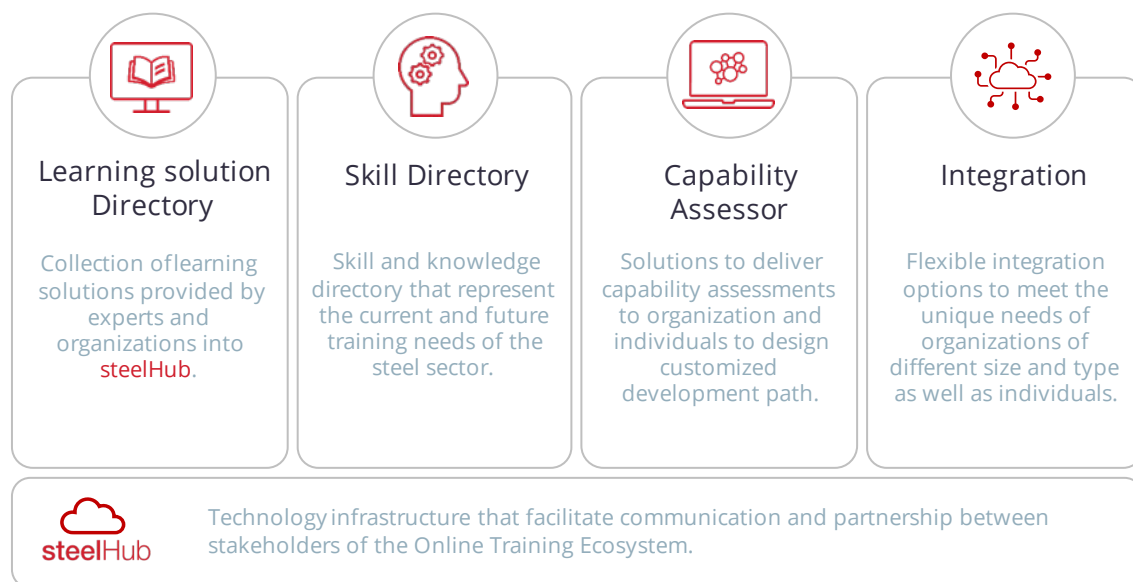 Learning solution
Directory
Collection of learning
solutions provided by
experts and
organizations into
steelHub.
Skill Directory
Skill and knowledge
directory that represent
the current and future
training needs of the
steel sector.
Capability
Assessor
Solutions to deliver
capability assessments
to organization and
individuals to design
customized
development path.
Integration
Flexible integration
options to meet the
unique needs of
organizations of
different size and type
as well as individuals.
steelHub
Technology infrastructure that facilitate communication and partnership between
stakeholders of the Online Training Ecosystem.